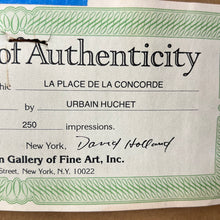 of Authenticity
hic LA PLACE DE LA CONCORDE
by URBAIN HUCHET
250 impressions.
New York, David Holland
n Gallery of Fine Art, Inc.
Street, New York, N.Y. 10022